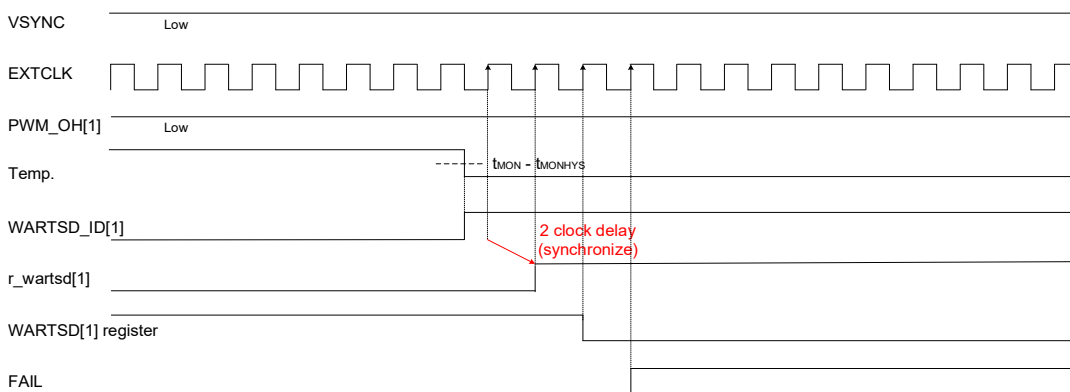 VSYNC
Low
EXTCLK
PWM_OH[1]
Low
tMON - tMONHYS
Temp.
WARTSD_ID[1]
2 clock delay
(synchronize)
r_wartsd[1]
WARTSD[1] register
FAIL